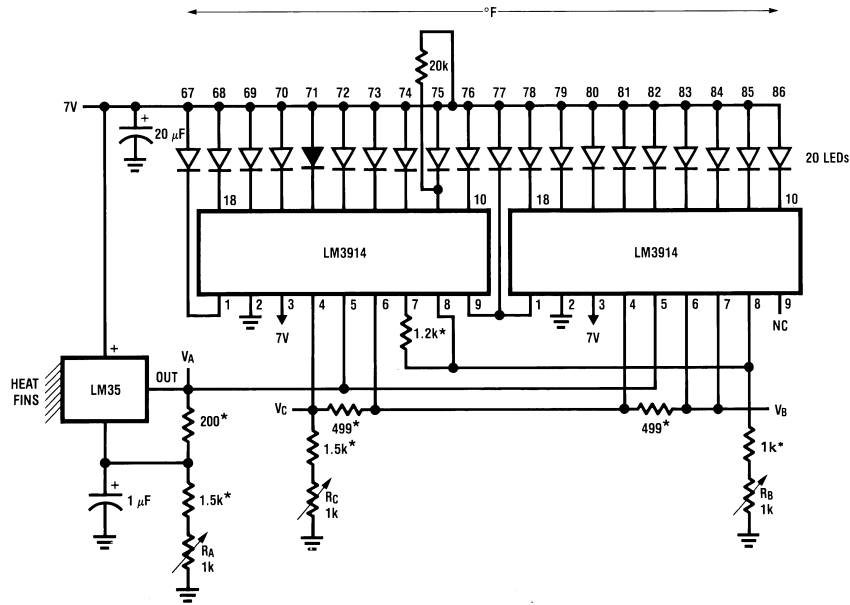 °F
20k
67 68 69 70 71 72 73 74 75 76 77 78 79 80 81 82 83 84 85 86
7V
+
20 µF
20 LEDs
18 10 18 10
LM3914 LM3914
1 2 3 4 5 6 7 8 9 1 2 3 4 5 6 7 8 9
7V 1.2k* 7V NC
+
VA
HEAT FINS
LM35
OUT
200*
VC
499*
499*
VB
1.5k*
1k*
+
1 µF
1.5k*
RC
1k
RB
1k
RA
1k